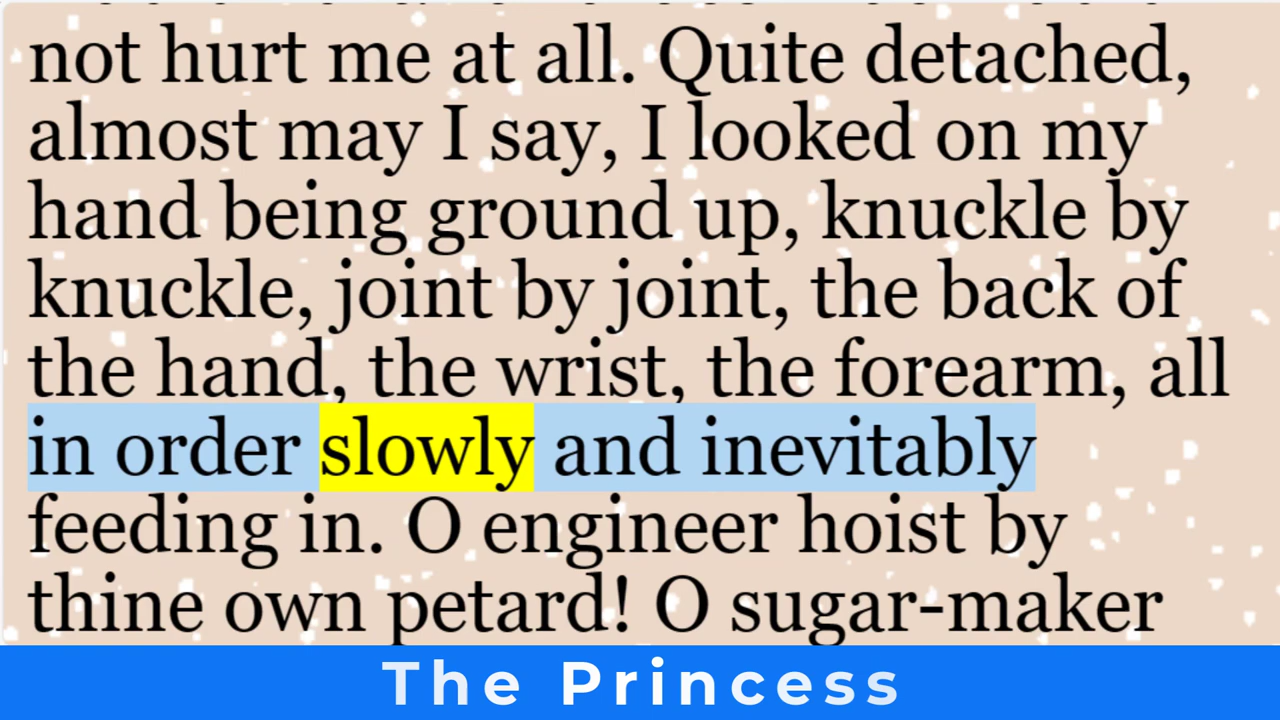 not hurt me at all. Quite detached,
almost may I say, I looked on my
hand being ground up, knuckle by
knuckle, joint by joint, the back of
the hand, the wrist, the forearm, all
in order slowly and inevitably
feeding in. O engineer hoist by
thine own petard! O sugar-maker
The Princess